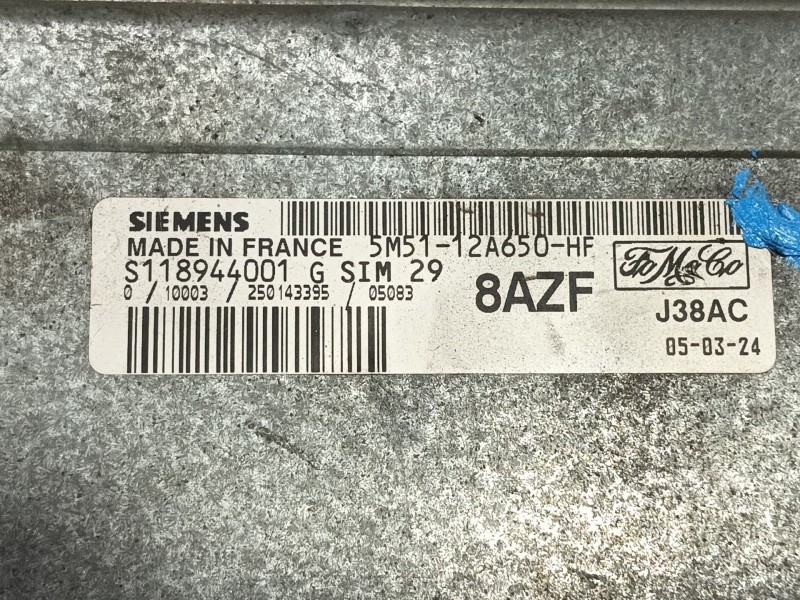 SIEMENS
MADE IN FRANCE 5M51-12A650-HF
S118944001 G SIM 29
0 / 10003 / 250143395 / 05083
8AZF
FoMoCo
J38AC
05-03-24